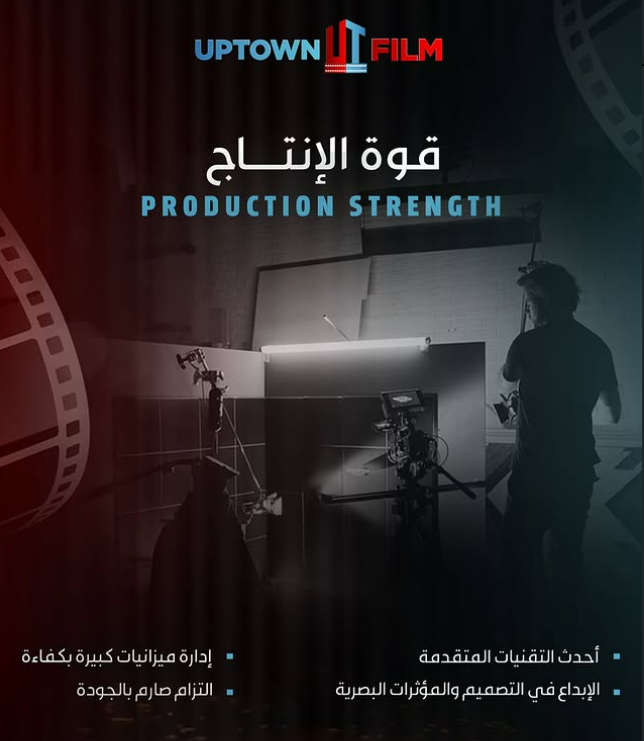 UPTOWN UT FILM
قوة الإنتـــاج
PRODUCTION STRENGTH
أحدث التقنيات المتقدمة
الإبداع في التصميم والمؤثرات البصرية
إدارة ميزانيات كبيرة بكفاءة
التزام صارم بالجودة